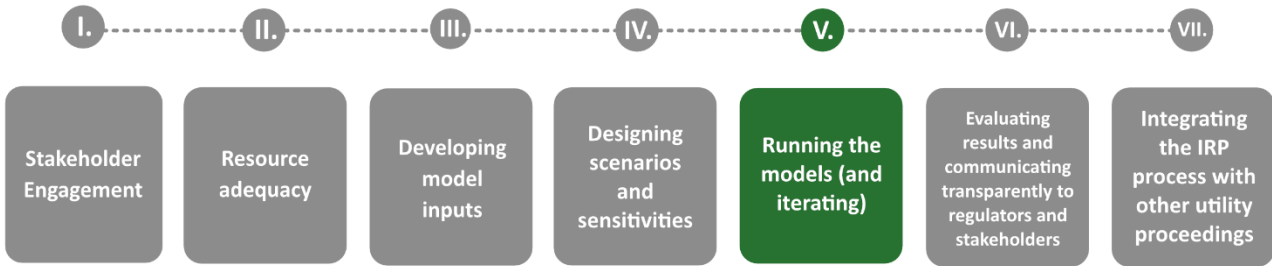 I.
II.
III.
IV.
V.
VI.
VII.
Stakeholder
Engagement
Resource
adequacy
Developing
model
inputs
Designing
scenarios
and
sensitivities
Running the
models (and
iterating)
Evaluating
results and
communicating
transparently to
regulators and
stakeholders
Integrating
the IRP
process with
other utility
proceedings